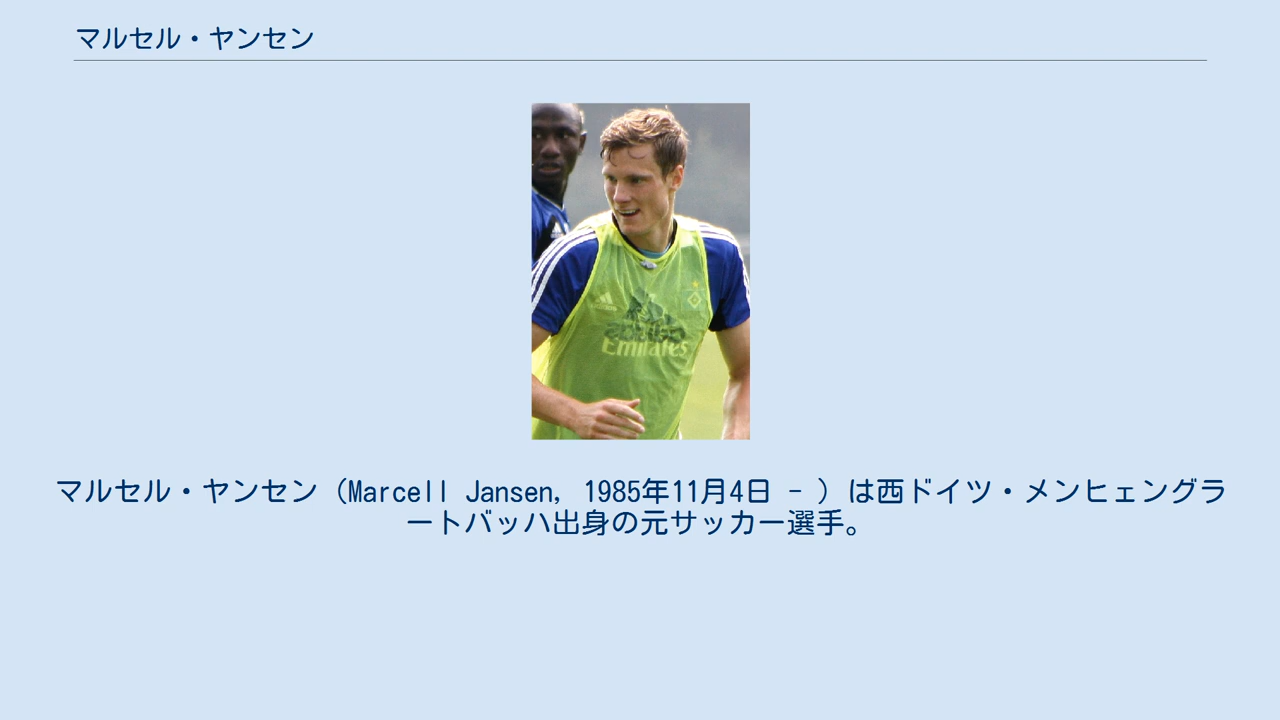 マルセル・ヤンセン
Emirates
マルセル・ヤンセン（Marcell Jansen, 1985年11月4日 - ）は西ドイツ・メンヒェングラ
ートバッハ出身の元サッカー選手。